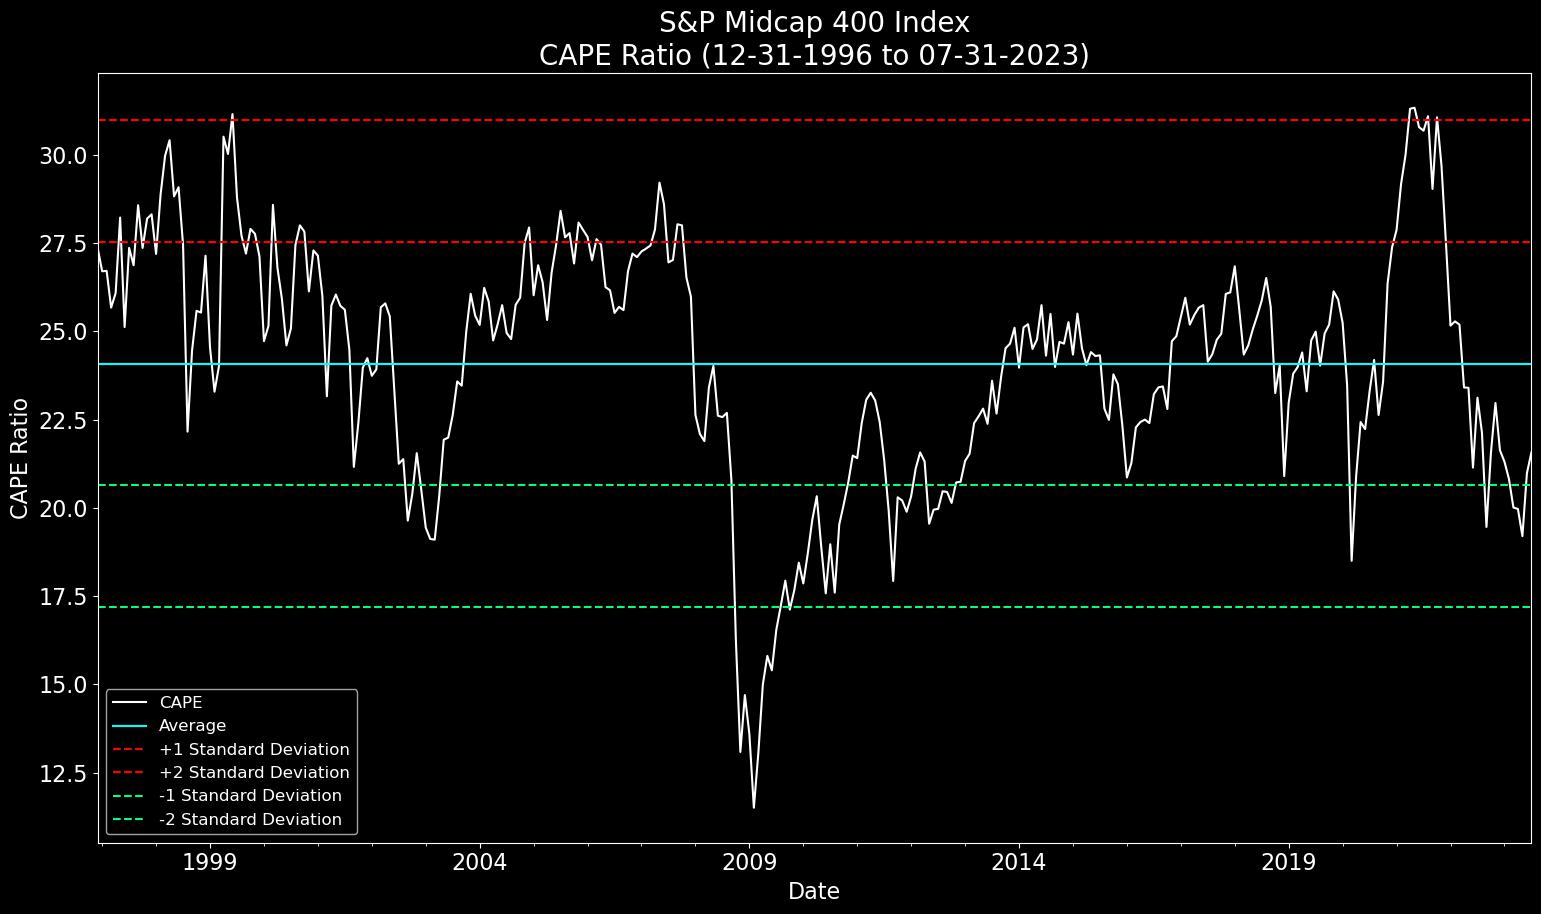 S&P Midcap 400 Index
CAPE Ratio (12-31-1996 to 07-31-2023)
CAPE Ratio
30.0
27.5
25.0
22.5
20.0
17.5
15.0
12.5
CAPE
Average
+1 Standard Deviation
+2 Standard Deviation
-1 Standard Deviation
-2 Standard Deviation
1999 2004 2009 2014 2019
Date